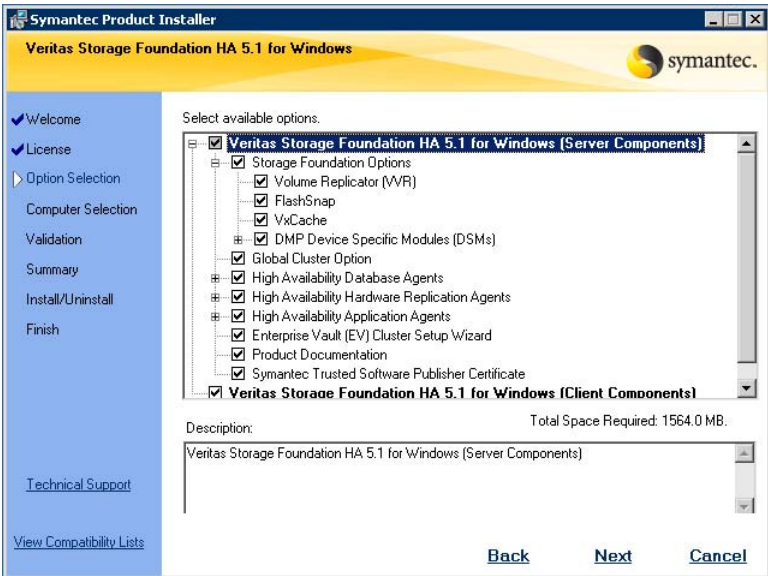 Symantec Product Installer
Veritas Storage Foundation HA 5.1 for Windows
symantec.
Welcome
License
Option Selection
Computer Selection
Validation
Summary
Install/Uninstall
Finish
Technical Support
View Compatibility Lists
Select available options.
Veritas Storage Foundation HA 5.1 for Windows (Server Components)
Storage Foundation Options
Volume Replicator (VVR)
FlashSnap
VxCache
DMP Device Specific Modules (DSMs)
Global Cluster Option
High Availability Database Agents
High Availability Hardware Replication Agents
High Availability Application Agents
Enterprise Vault (EV) Cluster Setup Wizard
Product Documentation
Symantec Trusted Software Publisher Certificate
Veritas Storage Foundation HA 5.1 for Windows (Client Components)
Total Space Required: 1564.0 MB.
Description:
Veritas Storage Foundation HA 5.1 for Windows (Server Components)
Back Next Cancel